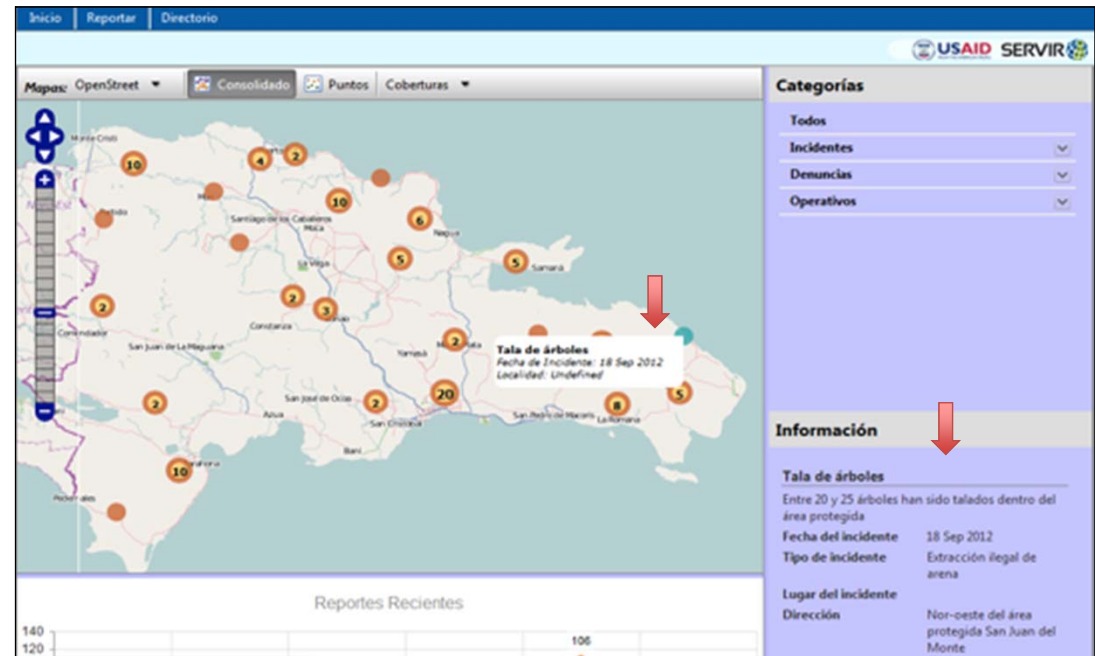 Inicio Reportar Directorio
USAID SERVIR
Mapas: OpenStreet Consolidado Puntos Coberturas
Categorías
Todos
Incidentes
Denuncias
Operativos
Monte Cristi
10
4
2
10
Santiago de los Caballeros
Moca
6
Nagua
5
La Vega
5
Samaná
2
2
3
Constanza
Comendador
San Juan de La Maguana
Yamasá
2
Tala de árboles
Fecha de Incidente: 18 Sep 2012
Localidad: Undefined
2
San José de Ocoa
2
20
San Pedro de Macorís
8
La Romana
5
Azua
San Cristóbal
Baní
10
Información
Tala de árboles
Entre 20 y 25 árboles han sido talados dentro del
área protegida
Fecha del incidente 18 Sep 2012
Tipo de incidente Extracción ilegal de
arena
Lugar del incidente
Dirección Nor-oeste del área
protegida San Juan del
Monte
Reportes Recientes
140
120
106